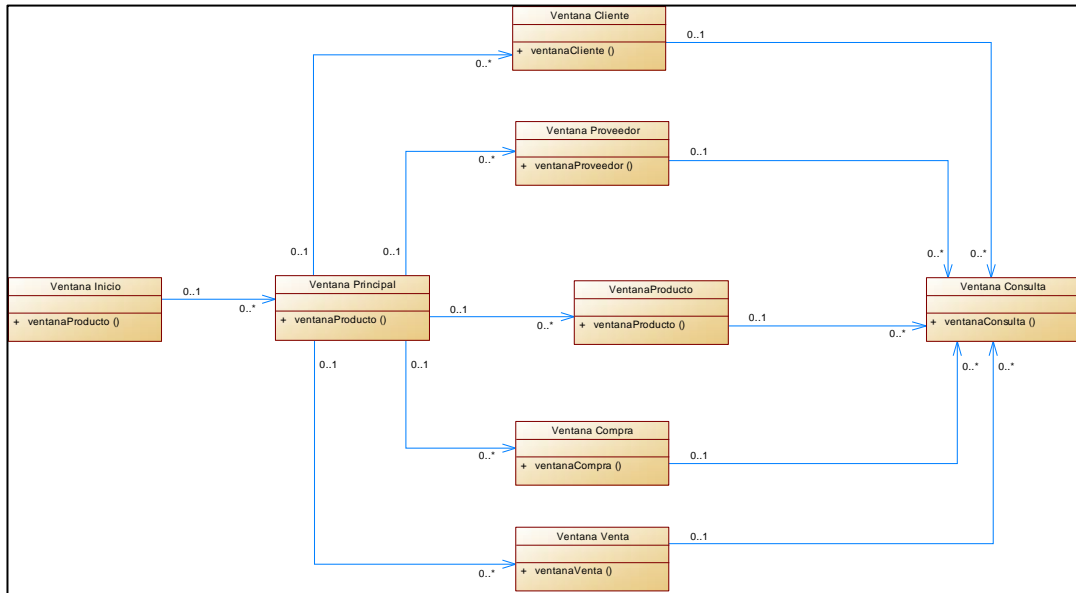 Ventana Cliente
+ ventanaCliente ()
0..1
0..*
Ventana Proveedor
+ ventanaProveedor ()
0..1
0..*
0..1
0..1
0..*
0..*
Ventana Inicio
+ ventanaProducto ()
0..1
0..*
Ventana Principal
+ ventanaProducto ()
0..1
0..*
VentanaProducto
+ ventanaProducto ()
0..1
0..*
Ventana Consulta
+ ventanaConsulta ()
0..1
0..1
0..*
0..*
Ventana Compra
+ ventanaCompra ()
0..*
0..1
Ventana Venta
+ ventanaVenta ()
0..1
0..*